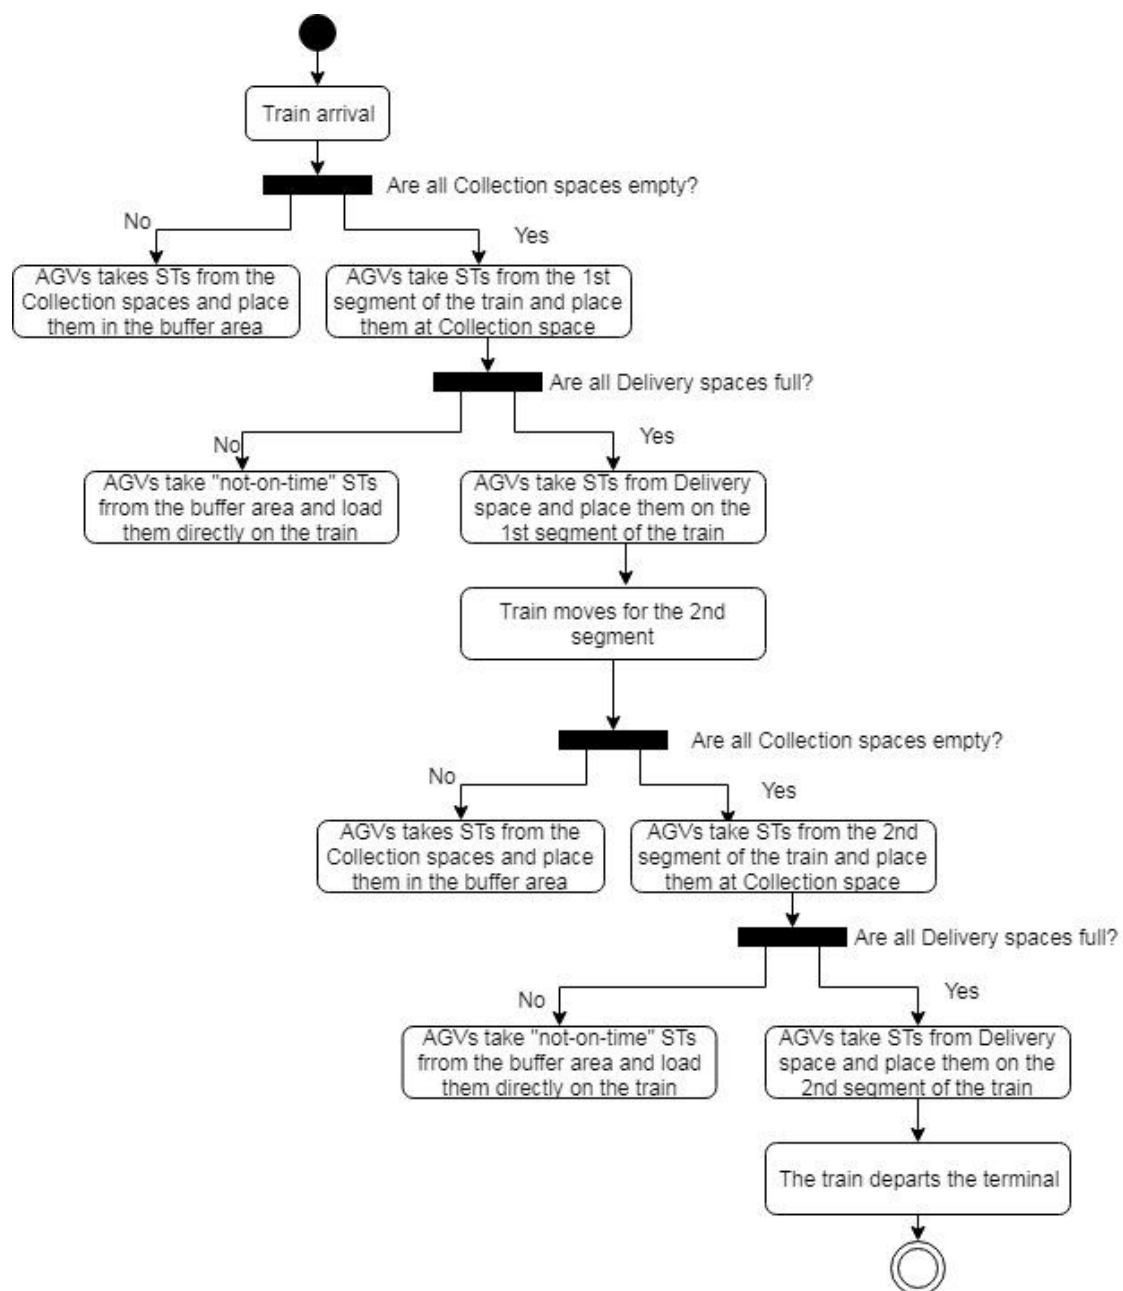 Train arrival
Are all Collection spaces empty?
No
Yes
AGVs takes STs from the
Collection spaces and place
them in the buffer area
AGVs take STs from the 1st
segment of the train and place
them at Collection space
Are all Delivery spaces full?
No
Yes
AGVs take "not-on-time" STs
frrom the buffer area and load
them directly on the train
AGVs take STs from Delivery
space and place them on the
1st segment of the train
Train moves for the 2nd
segment
Are all Collection spaces empty?
No
Yes
AGVs takes STs from the
Collection spaces and place
them in the buffer area
AGVs take STs from the 2nd
segment of the train and place
them at Collection space
Are all Delivery spaces full?
No
Yes
AGVs take "not-on-time" STs
frrom the buffer area and load
them directly on the train
AGVs take STs from Delivery
space and place them on the
2nd segment of the train
The train departs the terminal